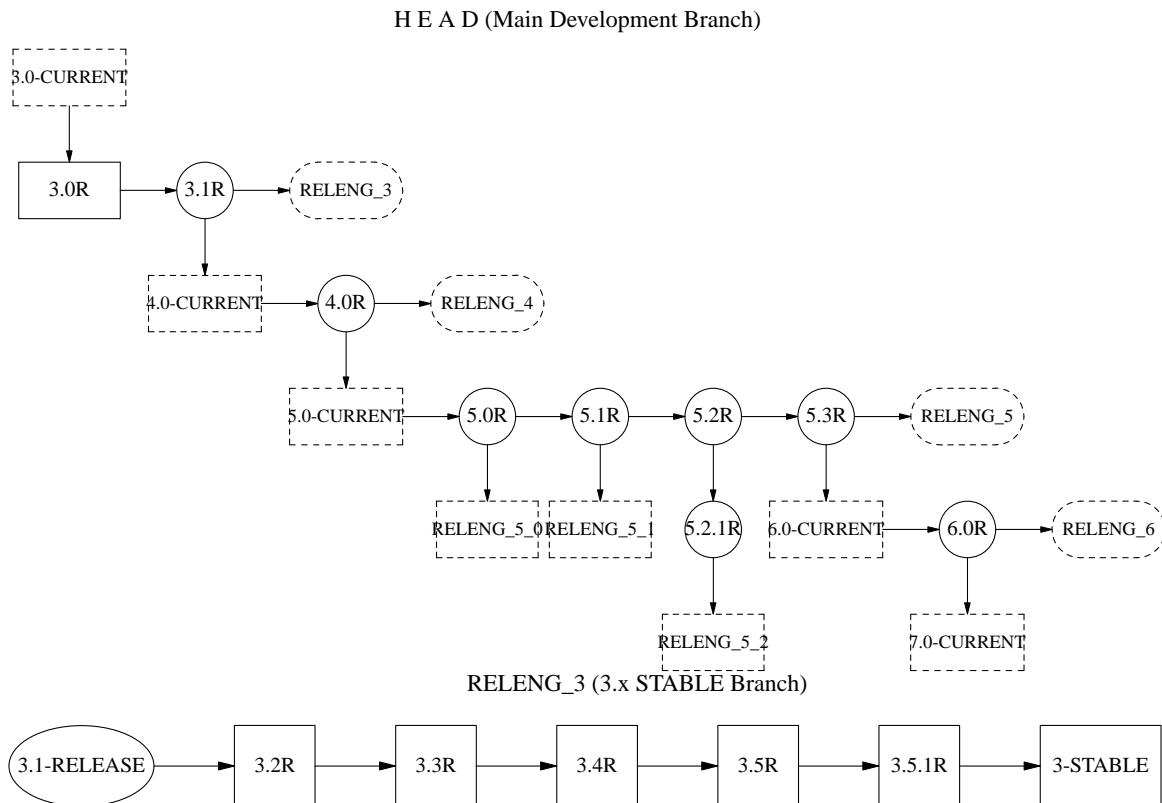 H E A D (Main Development Branch)
3.0-CURRENT
3.0R
3.1R
RELENG_3
4.0-CURRENT
4.0R
RELENG_4
5.0-CURRENT
5.0R
5.1R
5.2R
5.3R
RELENG_5
RELENG_5_0
RELENG_5_1
5.2.1R
6.0-CURRENT
6.0R
RELENG_6
RELENG_5_2
7.0-CURRENT
RELENG_3 (3.x STABLE Branch)
3.1-RELEASE
3.2R
3.3R
3.4R
3.5R
3.5.1R
3-STABLE